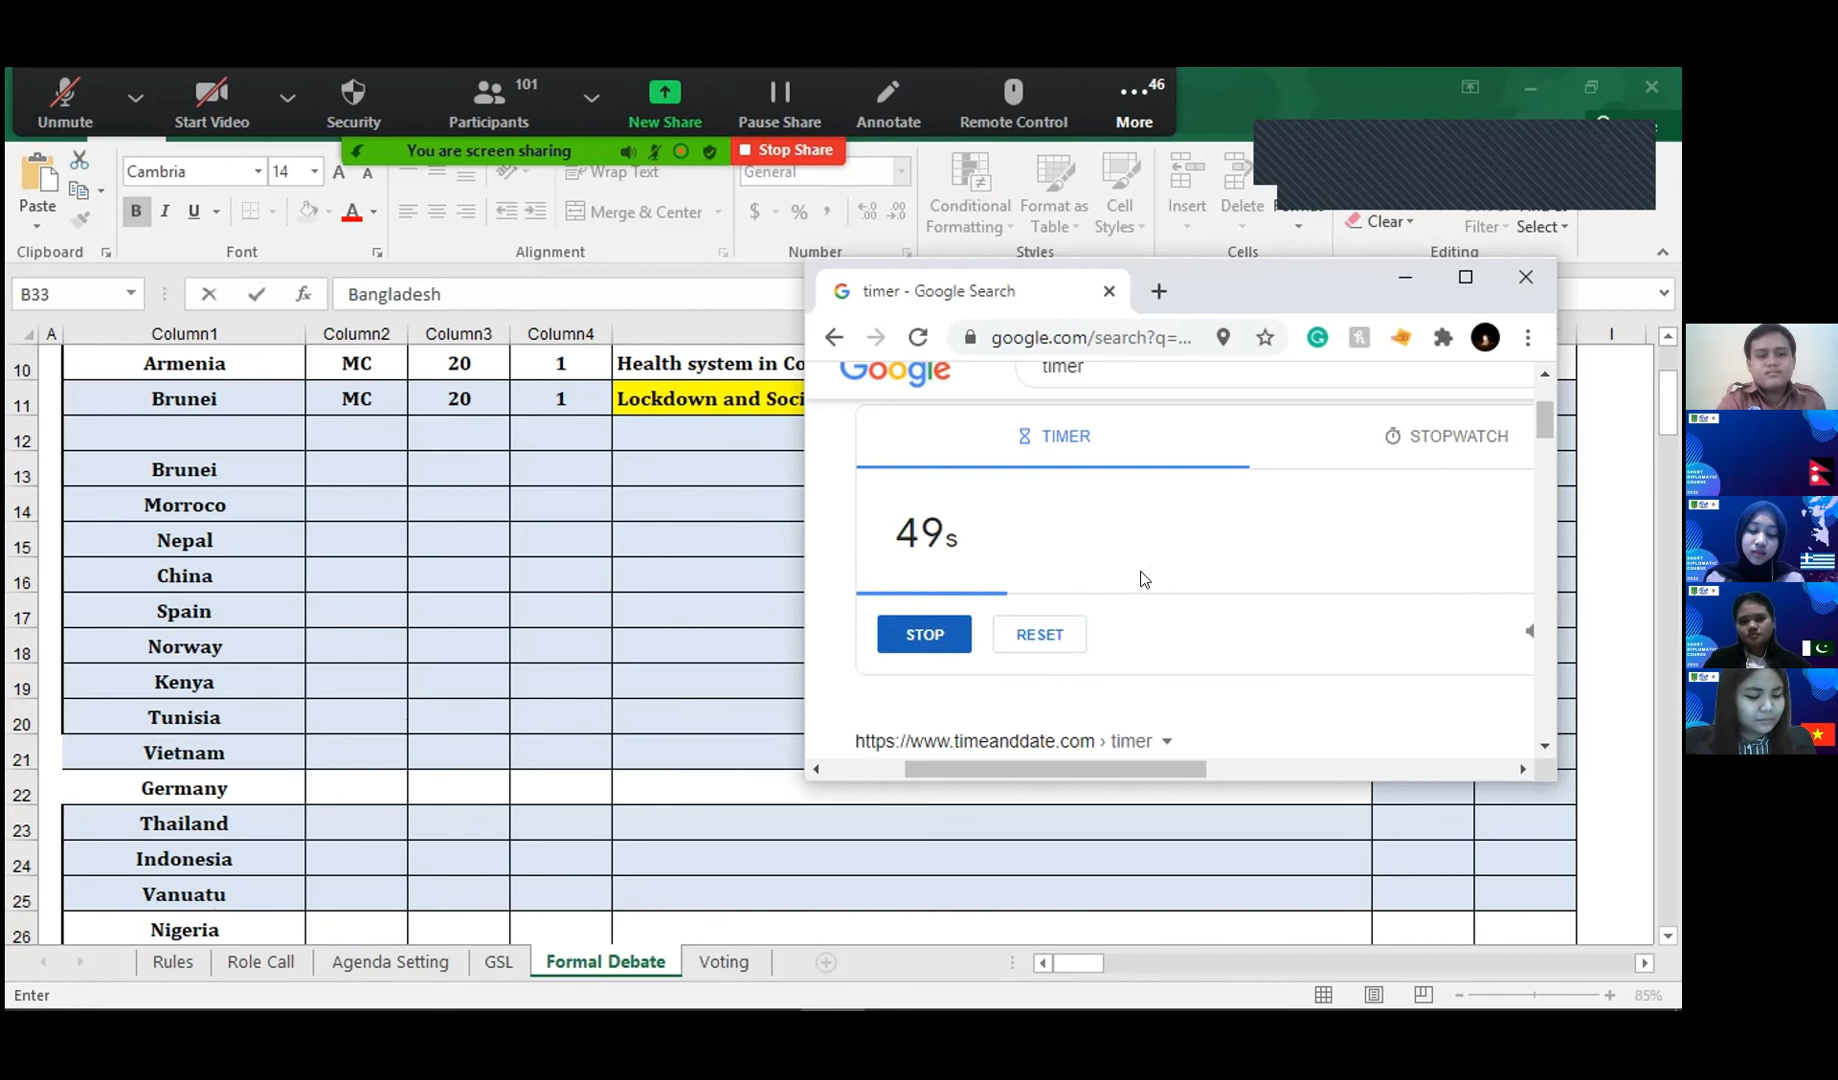 Unmute
Start Video
Security
101
Participants
New Share
Pause Share
Annotate
Remote Control
46
More
You are screen sharing
Stop Share
Cambria
14
A A
Wrap Text
General
Paste
B I U
A
Merge & Center
$ % ,
Conditional
Formatting
Format as
Table
Cell
Styles
Insert
Delete
Clear
Filter
Select
Clipboard
Font
Alignment
Number
Styles
Cells
Editing
B33
fx
Bangladesh
timer - Google Search
google.com/search?q=...
Google
timer
TIMER
STOPWATCH
49s
STOP
RESET
https://www.timeanddate.com › timer
A Column1 Column2 Column3 Column4 I
10 Armenia MC 20 1 Health system in Co
11 Brunei MC 20 1 Lockdown and Soci
12
13 Brunei
14 Morroco
15 Nepal
16 China
17 Spain
18 Norway
19 Kenya
20 Tunisia
21 Vietnam
22 Germany
23 Thailand
24 Indonesia
25 Vanuatu
26 Nigeria
Rules
Role Call
Agenda Setting
GSL
Formal Debate
Voting
Enter
85%